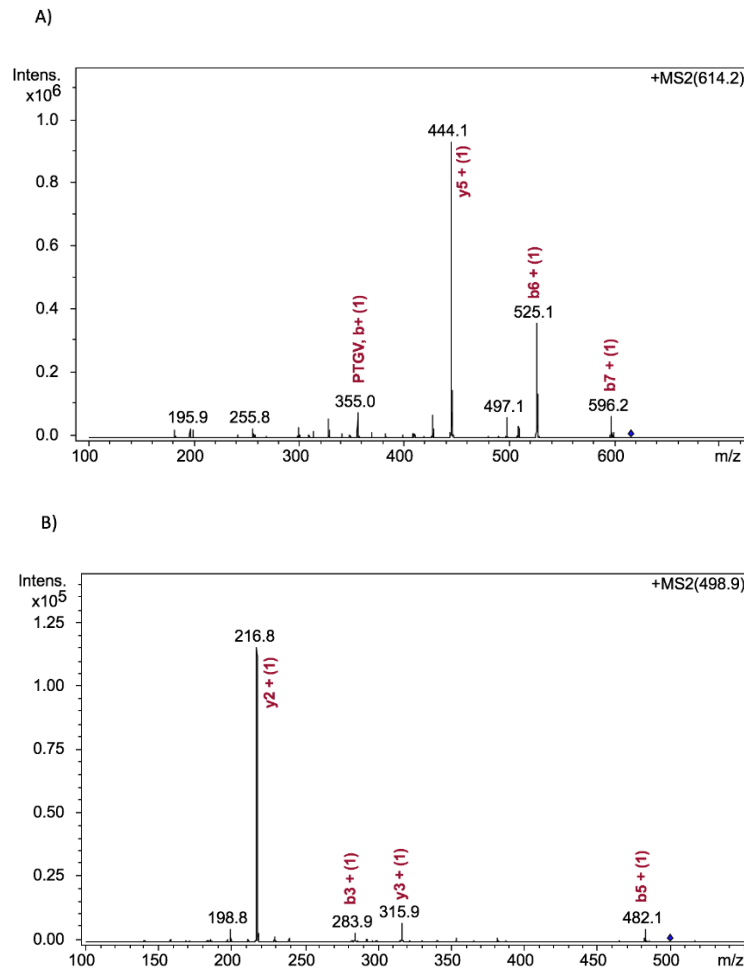 A)
Intens.
x10⁶
+MS2(614.2)
1.0
0.8
0.6
0.4
0.2
0.0
195.9
255.8
PTGV, b+ (1)
355.0
444.1
y5 + (1)
497.1
b6 + (1)
525.1
b7 + (1)
596.2
100 200 300 400 500 600 m/z
B)
Intens.
x10⁵
+MS2(498.9)
1.25
1.00
0.75
0.50
0.25
0.00
198.8
216.8
y2 + (1)
b3 + (1)
283.9
y3 + (1)
315.9
b5 + (1)
482.1
100 150 200 250 300 350 400 450 500 m/z